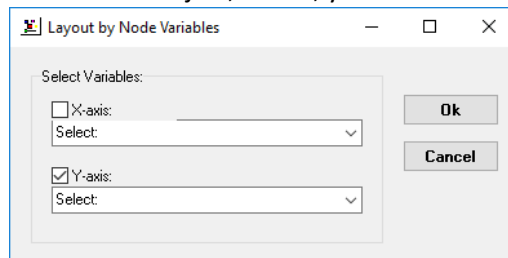 Layout by Node Variables
Select Variables:
X-axis:
Select:
Ok
Cancel
Y-axis:
Select: